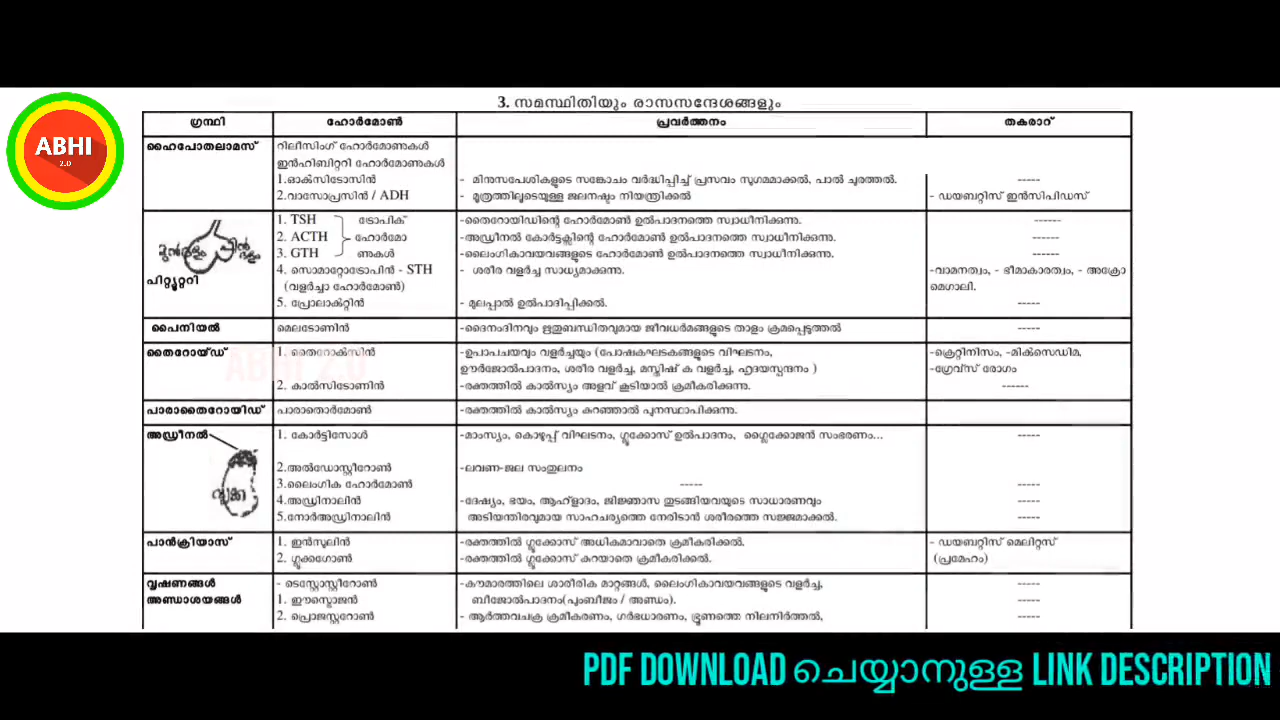 ABHI
2.0
3. സമസ്ഥിതിയും രാസസന്ദേശങ്ങളും
ഗ്രന്ഥി ഹോർമോൺ പ്രവർത്തനം തകരാറ്
ഹൈപോതലാമസ് റിലീസിംഗ് ഹോർമോണുകൾ
ഇൻഹിബിറ്ററി ഹോർമോണുകൾ
1.ഓക്സിടോസിൻ - മിനുസപേശികളുടെ സങ്കോചം വർദ്ധിപ്പിച്ച് പ്രസവം സുഗമമാക്കൽ, പാൽ ചുരത്തൽ. -----
2.വാസോപ്രസിൻ / ADH - മൂത്രത്തിലൂടെയുള്ള ജലനഷ്ടം നിയന്ത്രിക്കൽ - ഡയബറ്റിസ് ഇൻസിപിഡസ്
1. TSH ട്രോപിക് -തൈറോയിഡിന്റെ ഹോർമോൺ ഉൽപാദനത്തെ സ്വാധീനിക്കുന്നു. ------
2. ACTH ഹോർമോ -അഡ്രീനൽ കോർട്ടക്സിന്റെ ഹോർമോൺ ഉൽപാദനത്തെ സ്വാധീനിക്കുന്നു. ------
3. GTH ണുകൾ -ലൈംഗികാവയവങ്ങളുടെ ഹോർമോൺ ഉൽപാദനത്തെ സ്വാധീനിക്കുന്നു. ------
4. സൊമാറ്റോട്രോപിൻ - STH - ശരീര വളർച്ച സാധ്യമാക്കുന്നു. -വാമനത്വം, - ഭീമാകാരത്വം, - അക്രോ
പിറ്റ്യൂറ്ററി (വളർച്ചാ ഹോർമോൺ) മെഗാലി.
5. പ്രോലാക്റ്റിൻ - മുലപ്പാൽ ഉൽപാദിപ്പിക്കൽ. -----
പൈനിയൽ മെലടോണിൻ -ദൈനംദിനവും ഋതുബന്ധിതവുമായ ജീവധർമങ്ങളുടെ താളം ക്രമപ്പെടുത്തൽ -----
തൈറോയ്ഡ് 1. തൈറോക്സിൻ -ഉപാപചയവും വളർച്ചയും (പോഷകഘടകങ്ങളുടെ വിഘടനം, -ക്രെറ്റിനിസം, -മിക്സെഡിമ,
ഊർജോൽപാദനം, ശരീര വളർച്ച, മസ്തിഷ് ക വളർച്ച, ഹൃദയസ്പന്ദനം ) -ഗ്രേവ്സ് രോഗം
2. കാൽസിടോണിൻ -രക്തത്തിൽ കാൽസ്യം അളവ് കൂടിയാൽ ക്രമീകരിക്കുന്നു. ------
ABHI 2.0
പാരാതൈറോയിഡ് പാരാതൊർമോൺ -രക്തത്തിൽ കാൽസ്യം കുറഞ്ഞാൽ പുനസ്ഥാപിക്കുന്നു.
അഡ്രീനൽ 1. കോർട്ടിസോൾ -മാംസ്യം, കൊഴുപ്പ് വിഘടനം, ഗ്ലൂക്കോസ് ഉൽപാദനം, ഗ്ലൈക്കോജൻ സംഭരണം... -----
2.അൽഡോസ്റ്റീറോൺ -ലവണ-ജല സംതുലനം
വൃക്ക 3.ലൈംഗിക ഹോർമോൺ ----- -----
4.അഡ്രിനാലിൻ -ദേഷ്യം, ഭയം, ആഹ്ളാദം, ജിജ്ഞാസ തുടങ്ങിയവയുടെ സാധാരണവും -----
5.നോർഅഡ്രിനാലിൻ അടിയന്തിരവുമായ സാഹചര്യത്തെ നേരിടാൻ ശരീരത്തെ സജ്ജമാക്കൽ. -----
പാൻക്രിയാസ് 1. ഇൻസുലിൻ -രക്തത്തിൽ ഗ്ലൂക്കോസ് അധികമാവാതെ ക്രമീകരിക്കൽ. - ഡയബറ്റിസ് മെലിറ്റസ്
2. ഗ്ലൂക്കഗോൺ -രക്തത്തിൽ ഗ്ലൂക്കോസ് കുറയാതെ ക്രമീകരിക്കൽ. (പ്രമേഹം)
വൃഷണങ്ങൾ - ടെസ്റ്റോസ്റ്റീറോൺ -കൗമാരത്തിലെ ശാരീരിക മാറ്റങ്ങൾ, ലൈംഗികാവയവങ്ങളുടെ വളർച്ച, -----
അണ്ഡാശയങ്ങൾ 1. ഈസ്ട്രൊജൻ ബീജോൽപാദനം(പുംബീജം / അണ്ഡം). -----
2. പ്രൊജസ്റ്ററോൺ - ആർത്തവചക്ര ക്രമീകരണം, ഗർഭധാരണം, ഭ്രൂണത്തെ നിലനിർത്തൽ, -----
PDF DOWNLOAD ചെയ്യാനുള്ള LINK DESCRIPTION